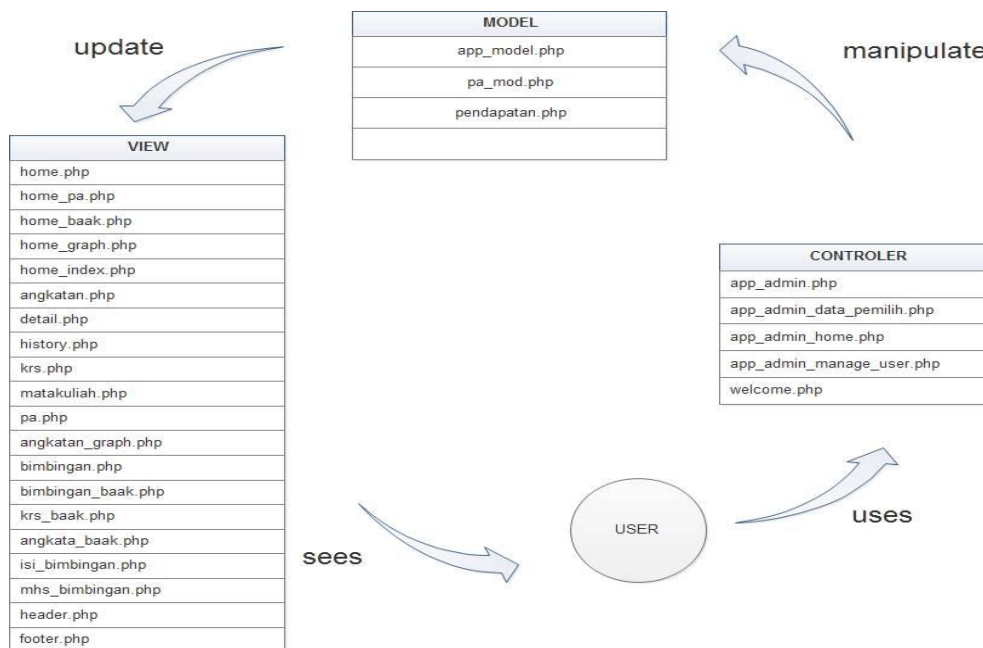 MODEL
app_model.php
pa_mod.php
pendapatan.php
update
manipulate
VIEW
home.php
home_pa.php
home_baak.php
home_graph.php
home_index.php
angkatan.php
detail.php
history.php
krs.php
matakuliah.php
pa.php
angkatan_graph.php
bimbingan.php
bimbingan_baak.php
krs_baak.php
angkata_baak.php
isi_bimbingan.php
mhs_bimbingan.php
header.php
footer.php
CONTROLER
app_admin.php
app_admin_data_pemilih.php
app_admin_home.php
app_admin_manage_user.php
welcome.php
sees
USER
uses